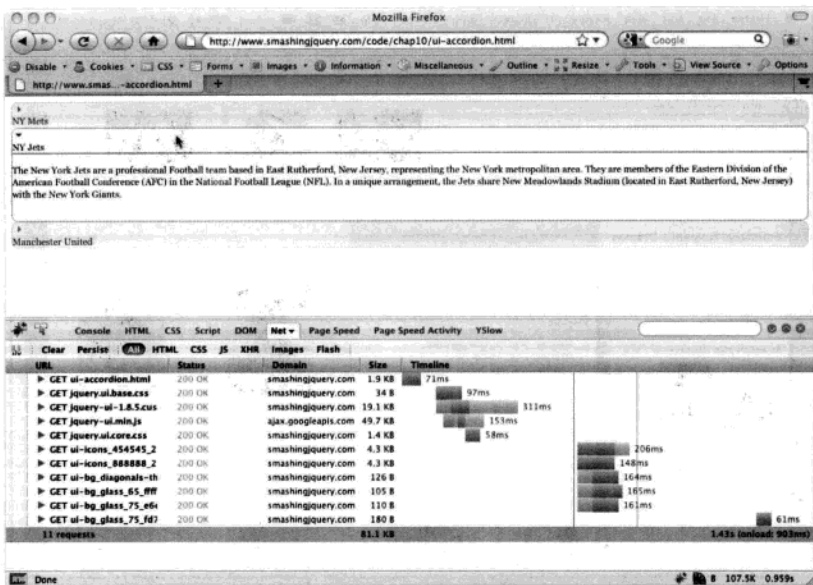 Mozilla Firefox
http://www.smashingjquery.com/code/chap10/ui-accordion.html
Google
Disable Cookies CSS Forms Images Information Miscellaneous Outline Resize Tools View Source Options
http://www.smas...-accordion.html +
NY Mets
NY Jets
The New York Jets are a professional Football team based in East Rutherford, New Jersey, representing the New York metropolitan area. They are members of the Eastern Division of the
American Football Conference (AFC) in the National Football League (NFL). In a unique arrangement, the Jets share New Meadowlands Stadium (located in East Rutherford, New Jersey)
with the New York Giants.
Manchester United
Console HTML CSS Script DOM Net Page Speed Page Speed Activity YSlow
Clear Persist All HTML CSS JS XHR Images Flash
URL Status Domain Size Timeline
GET ui-accordion.html 200 OK smashingjquery.com 1.9 KB 71ms
GET jquery.ui.base.css 200 OK smashingjquery.com 34 B 97ms
GET jquery-ui-1.8.5.cus 200 OK smashingjquery.com 19.1 KB 311ms
GET jquery-ui.min.js 200 OK ajax.googleapis.com 49.7 KB 153ms
GET jquery.ui.core.css 200 OK smashingjquery.com 1.4 KB 58ms
GET ui-icons_454545_2 200 OK smashingjquery.com 4.3 KB 206ms
GET ui-icons_888888_2 200 OK smashingjquery.com 4.3 KB 148ms
GET ui-bg_diagonals-th 200 OK smashingjquery.com 126 B 164ms
GET ui-bg_glass_65_ffff 200 OK smashingjquery.com 105 B 165ms
GET ui-bg_glass_75_e6e 200 OK smashingjquery.com 110 B 161ms
GET ui-bg_glass_75_fd7 200 OK smashingjquery.com 180 B 61ms
11 requests 81.1 KB 1.43s (onload: 903ms)
Done 8 107.5K 0.959s